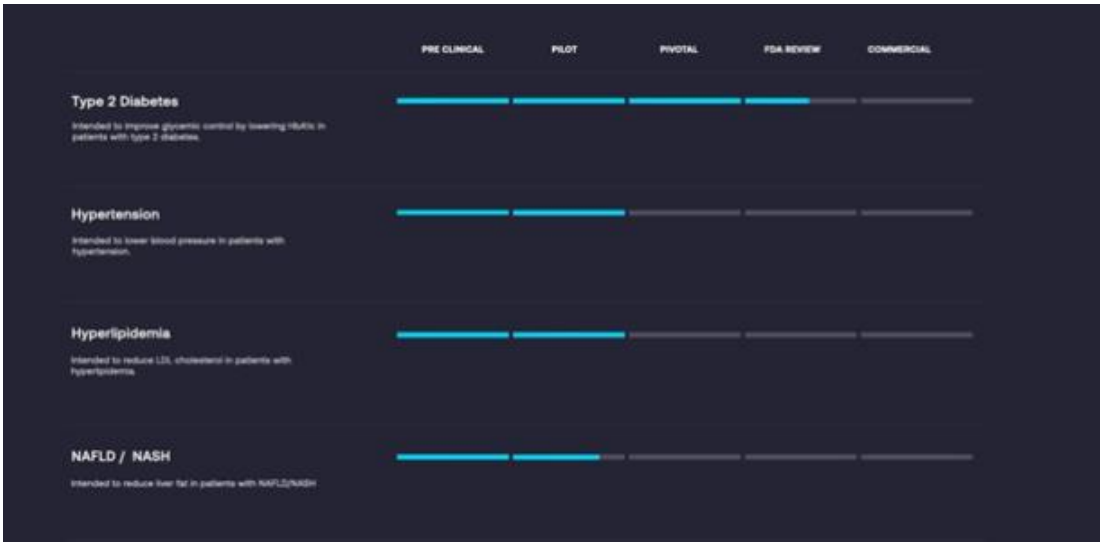 PRE CLINICAL PILOT PIVOTAL FDA REVIEW COMMERCIAL
Type 2 Diabetes
Intended to improve glycemic control by lowering HbA1c in
patients with type 2 diabetes.
Hypertension
Intended to lower blood pressure in patients with
hypertension.
Hyperlipidemia
Intended to reduce LDL cholesterol in patients with
hyperlipidemia.
NAFLD / NASH
Intended to reduce liver fat in patients with NAFLD/NASH